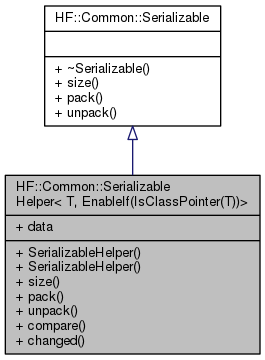 HF::Common::Serializable
+ ~Serializable()
+ size()
+ pack()
+ unpack()
HF::Common::Serializable
Helper< T, EnableIf(IsClassPointer(T))>
+ data
+ SerializableHelper()
+ SerializableHelper()
+ size()
+ pack()
+ unpack()
+ compare()
+ changed()